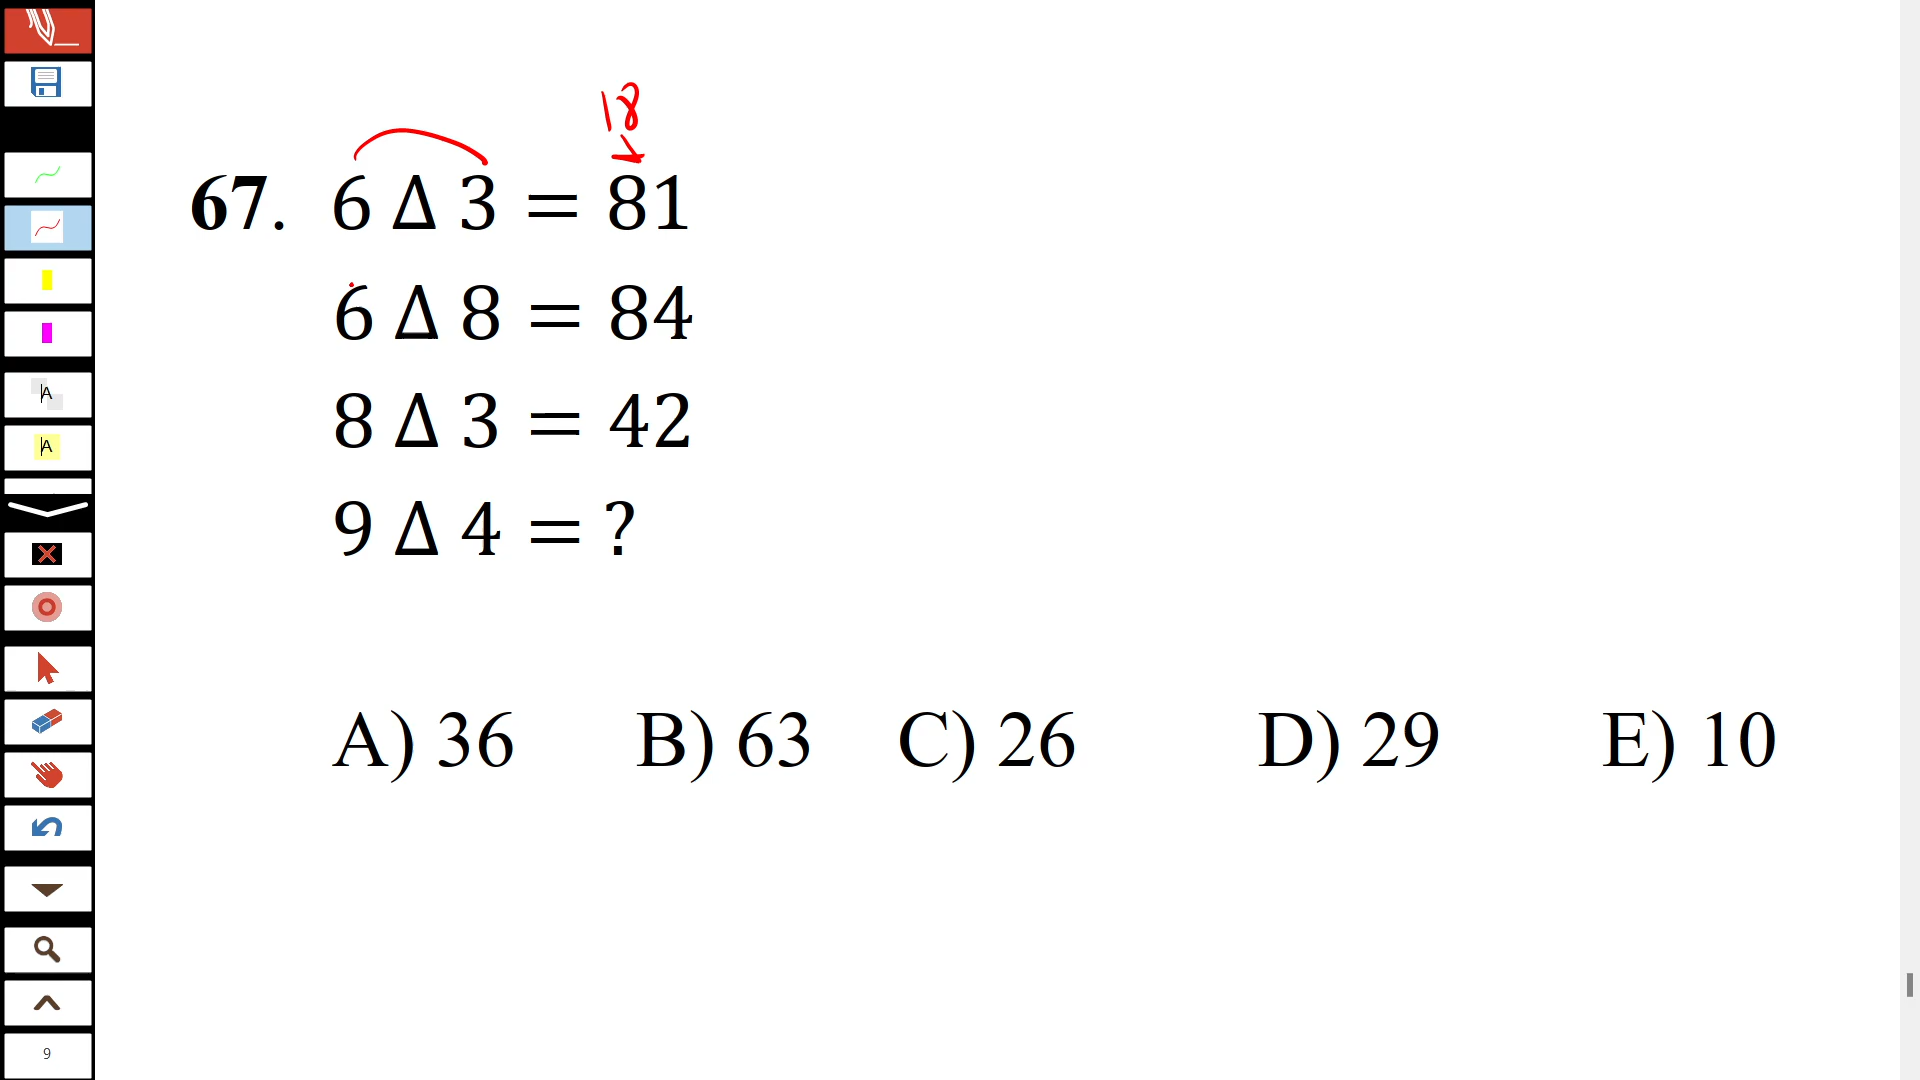 18
67. 6 Δ 3 = 81
6 Δ 8 = 84
8 Δ 3 = 42
9 Δ 4 = ?
A) 36 B) 63 C) 26 D) 29 E) 10
A
A
9